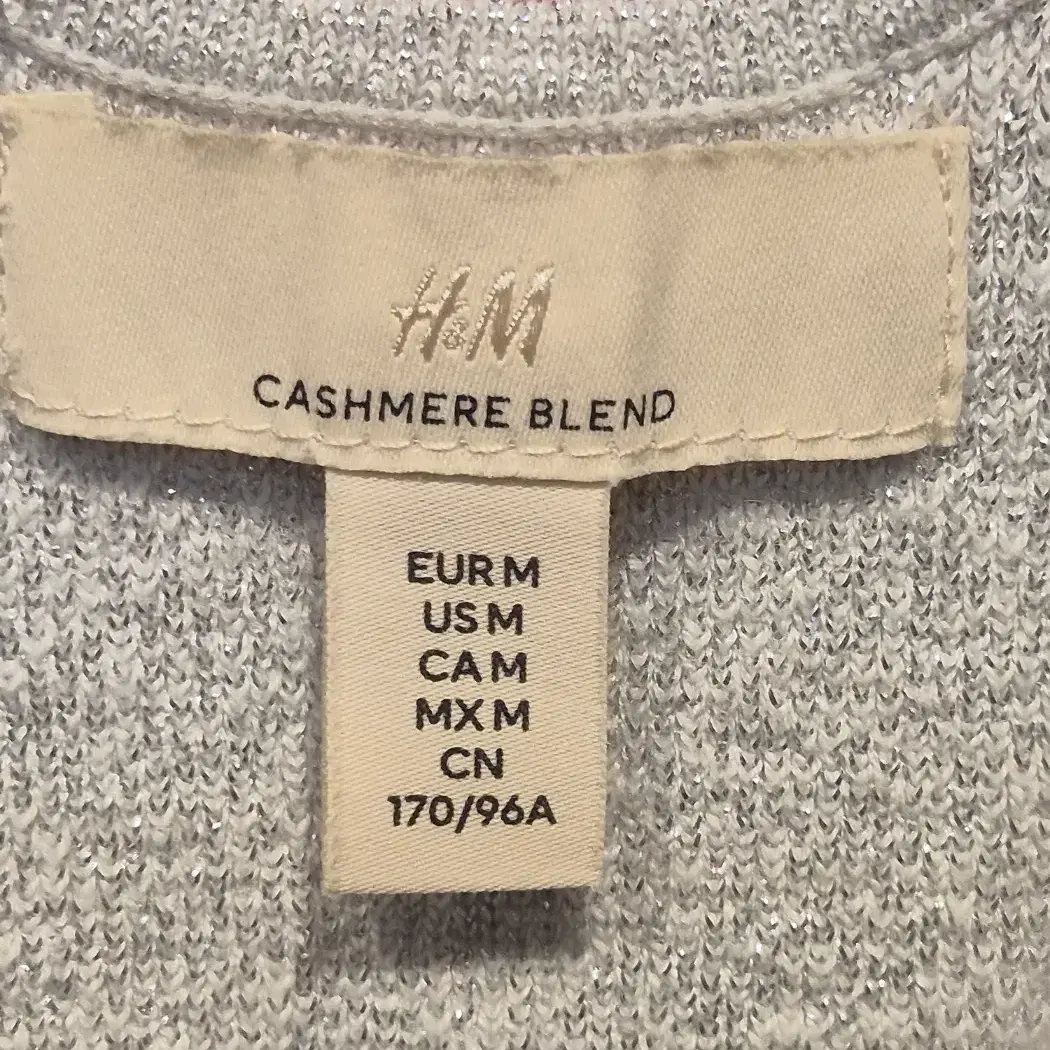 H&M
CASHMERE BLEND
EUR M
US M
CA M
MX M
CN
170/96A